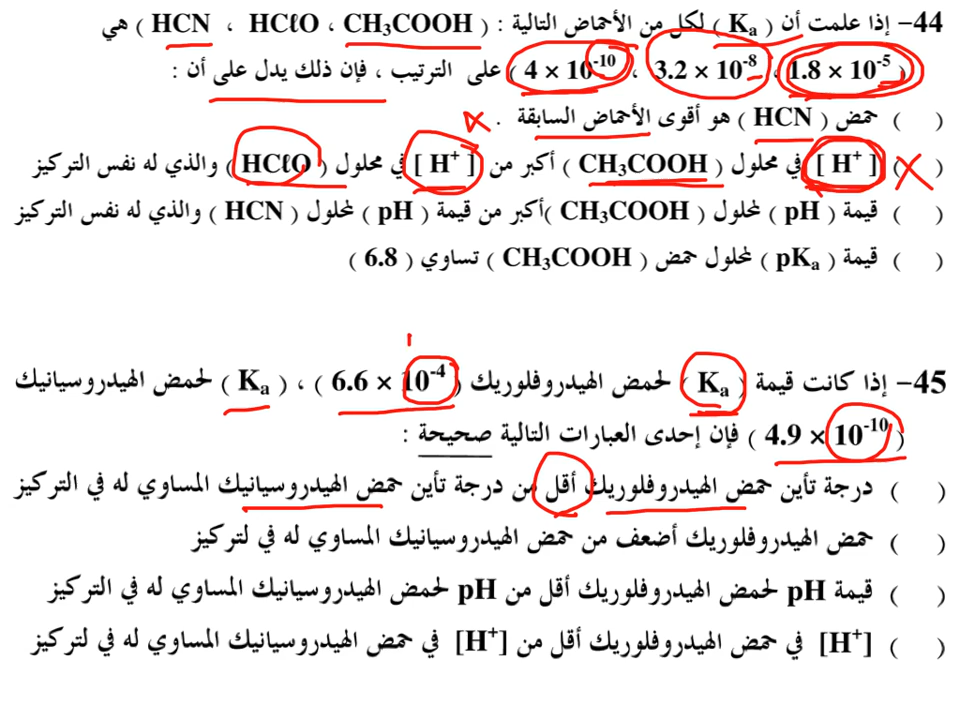 44– إذا علمت أن ( Ka ) لكل من الأحماض التالية : ( HCN ، HCℓO ، CH₃COOH ) هي
( 1.8 × 10⁻⁵ ، 3.2 × 10⁻⁸ ، 4 × 10⁻¹⁰ ) على الترتيب ، فإن ذلك يدل على أن :
( ) حمض ( HCN ) هو أقوى الأحماض السابقة .
( ) [ H⁺ ] في محلول ( CH₃COOH ) أكبر من [ H⁺ ] في محلول ( HCℓO ) والذي له نفس التركيز
( ) قيمة ( pH ) لمحلول ( CH₃COOH )أكبر من قيمة ( pH ) لمحلول ( HCN ) والذي له نفس التركيز
( ) قيمة ( pKa ) لمحلول حمض ( CH₃COOH ) تساوي ( 6.8 )
45– إذا كانت قيمة ( Ka ) لحمض الهيدروفلوريك ( 6.6 × 10⁻⁴ ) ، ( Ka ) لحمض الهيدروسيانيك
( 4.9 × 10⁻¹⁰ ) فإن إحدى العبارات التالية صحيحة :
( ) درجة تأين حمض الهيدروفلوريك أقل من درجة تأين حمض الهيدروسيانيك المساوي له في التركيز
( ) حمض الهيدروفلوريك أضعف من حمض الهيدروسيانيك المساوي له في لتركيز
( ) قيمة pH لحمض الهيدروفلوريك أقل من pH لحمض الهيدروسيانيك المساوي له في التركيز
( ) [H⁺] في حمض الهيدروفلوريك أقل من [H⁺] في حمض الهيدروسيانيك المساوي له في لتركيز